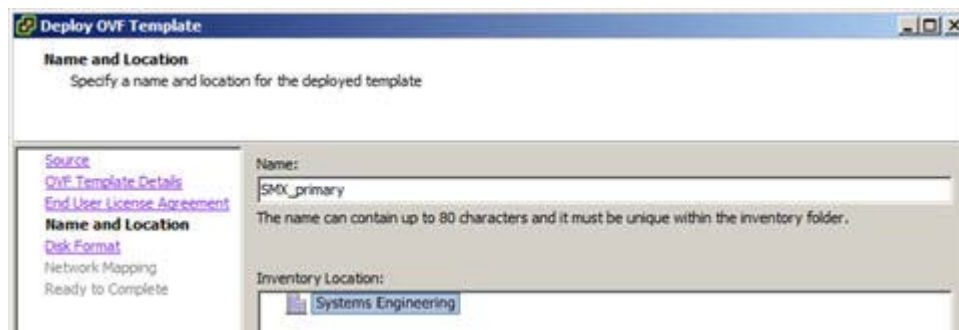 Deploy OVF Template
Name and Location
Specify a name and location for the deployed template
Source
OVF Template Details
End User License Agreement
Name and Location
Disk Format
Network Mapping
Ready to Complete
Name:
SMX_primary
The name can contain up to 80 characters and it must be unique within the inventory folder.
Inventory Location:
Systems Engineering